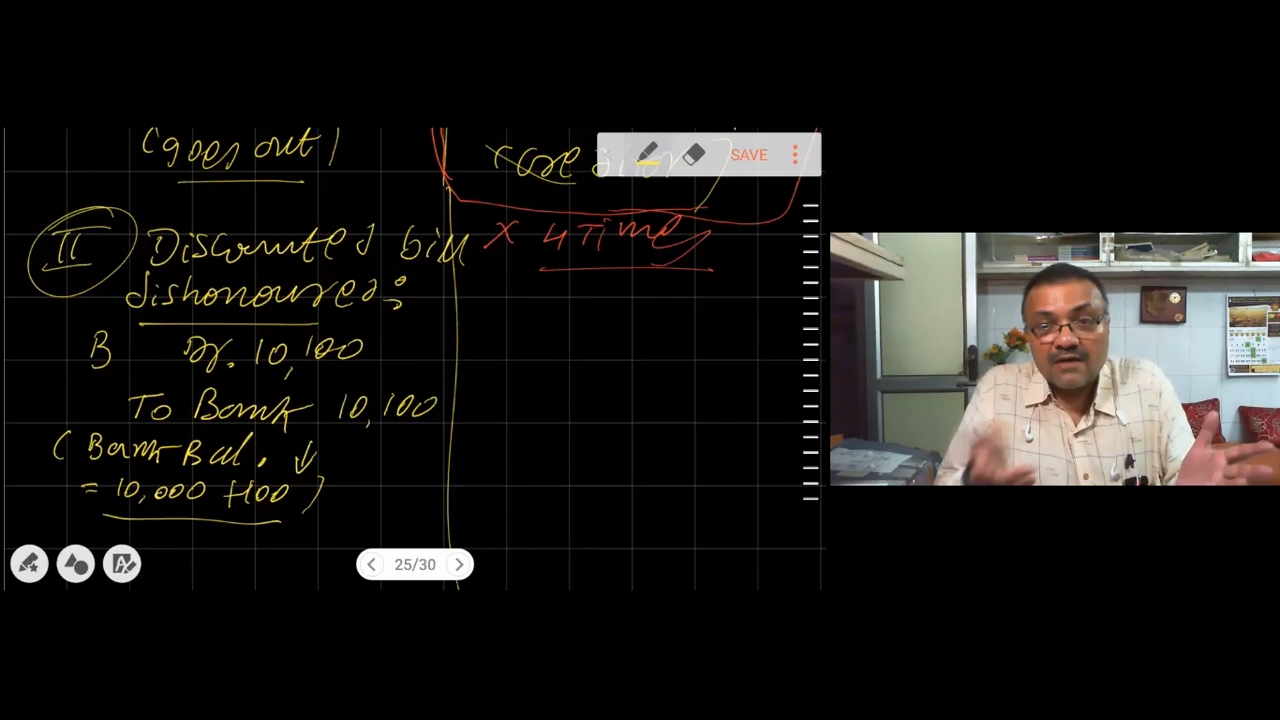 (goes out)
SAVE
x 4 Times
II Discounted bill
dishonoured:
B Dr. 10,100
To Bank 10,100
(Bank Bal. ↓
= 10,000 +100)
25/30